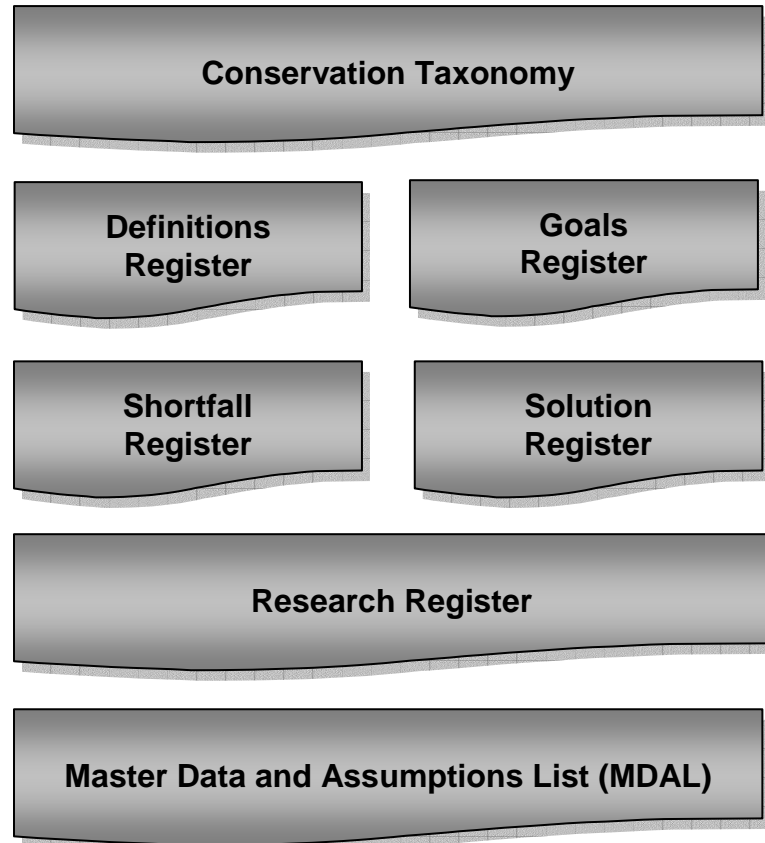 Conservation Taxonomy
Definitions
Register
Goals
Register
Shortfall
Register
Solution
Register
Research Register
Master Data and Assumptions List (MDAL)